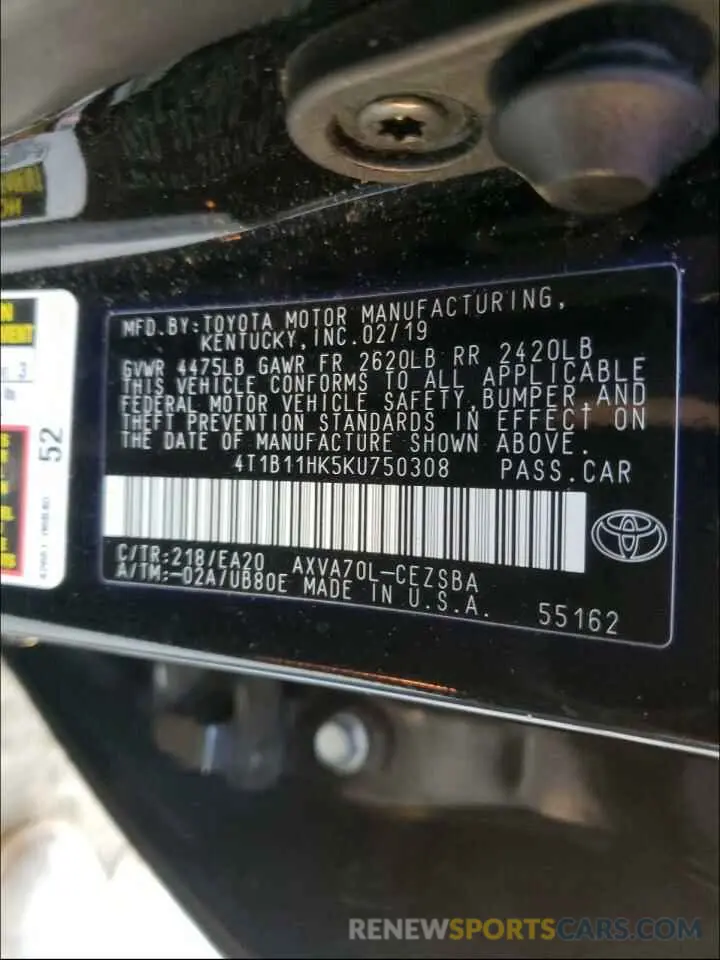 MFD.BY:TOYOTA MOTOR MANUFACTURING,
KENTUCKY,INC.02/19
GVWR 4475LB GAWR FR 2620LB RR 2420LB
THIS VEHICLE CONFORMS TO ALL APPLICABLE
FEDERAL MOTOR VEHICLE SAFETY,BUMPER,AND
THEFT PREVENTION STANDARDS IN EFFECT ON
THE DATE OF MANUFACTURE SHOWN ABOVE.
4T1B11HK5KU750308 PASS.CAR
C/TR:218/EA20 AXVA70L-CEZSBA
A/TM:-02A/UB80E MADE IN U.S.A. 55162
52
RENEWSPORTSCARS.COM